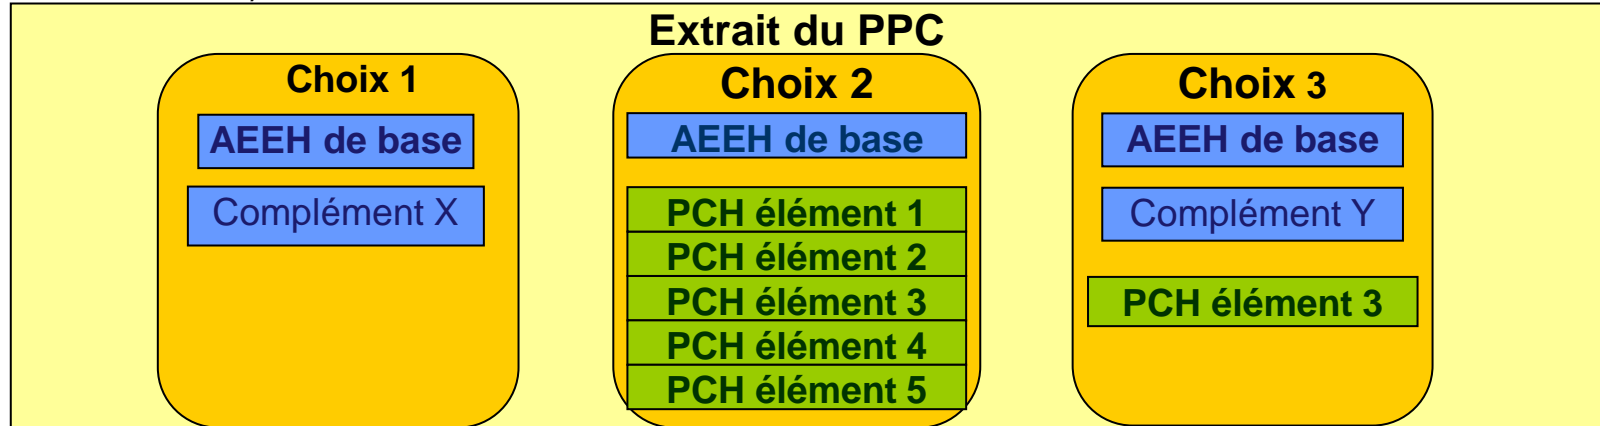 Extrait du PPC
Choix 1
AEEH de base
Complément X
Choix 2
AEEH de base
PCH élément 1
PCH élément 2
PCH élément 3
PCH élément 4
PCH élément 5
Choix 3
AEEH de base
Complément Y
PCH élément 3